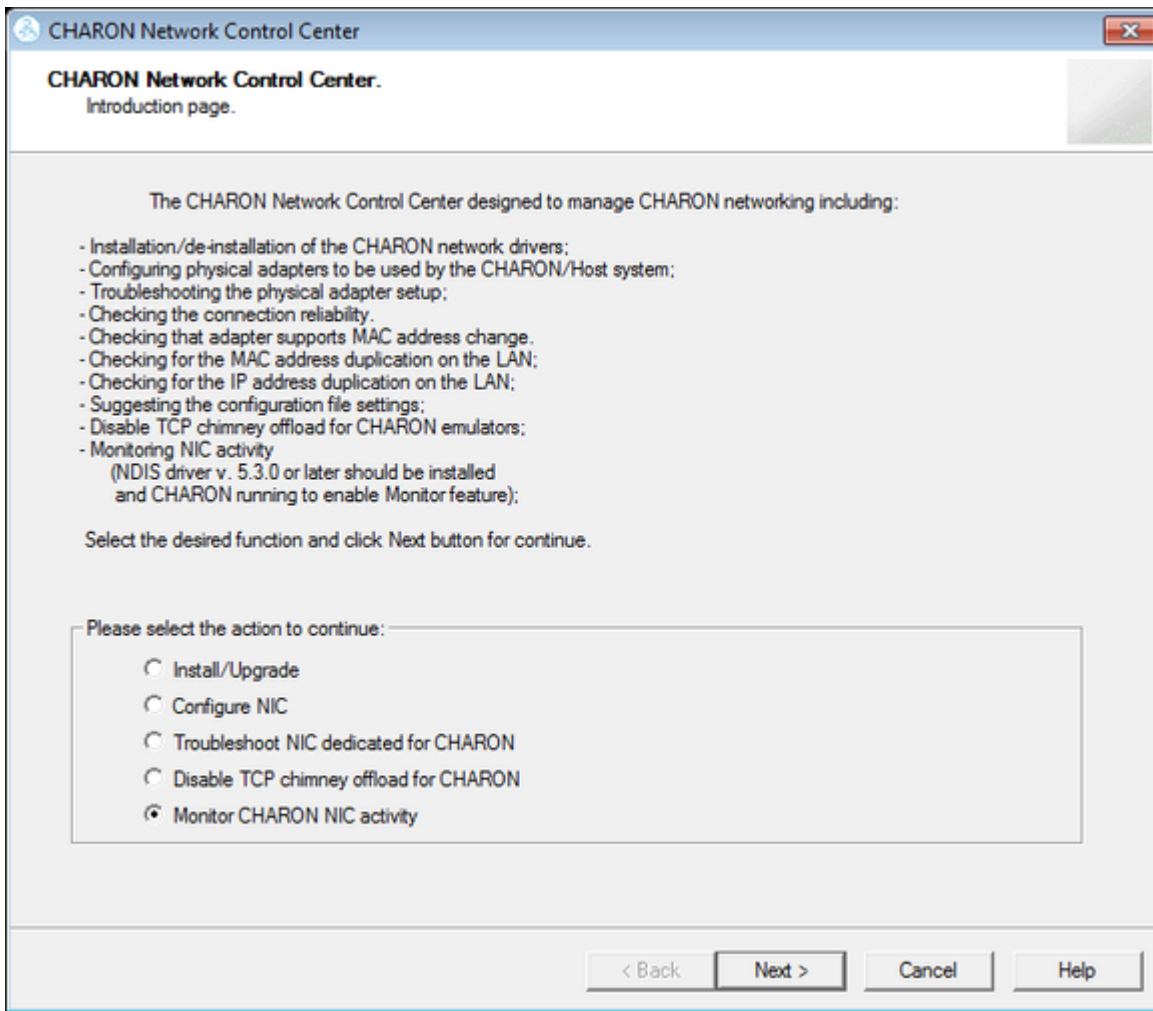 CHARON Network Control Center
CHARON Network Control Center.
Introduction page.
The CHARON Network Control Center designed to manage CHARON networking including:
- Installation/de-installation of the CHARON network drivers;
- Configuring physical adapters to be used by the CHARON/Host system;
- Troubleshooting the physical adapter setup;
- Checking the connection reliability.
- Checking that adapter supports MAC address change.
- Checking for the MAC address duplication on the LAN;
- Checking for the IP address duplication on the LAN;
- Suggesting the configuration file settings;
- Disable TCP chimney offload for CHARON emulators;
- Monitoring NIC activity
(NDIS driver v. 5.3.0 or later should be installed
and CHARON running to enable Monitor feature);
Select the desired function and click Next button for continue.
Please select the action to continue:
Install/Upgrade
Configure NIC
Troubleshoot NIC dedicated for CHARON
Disable TCP chimney offload for CHARON
Monitor CHARON NIC activity
< Back Next > Cancel Help